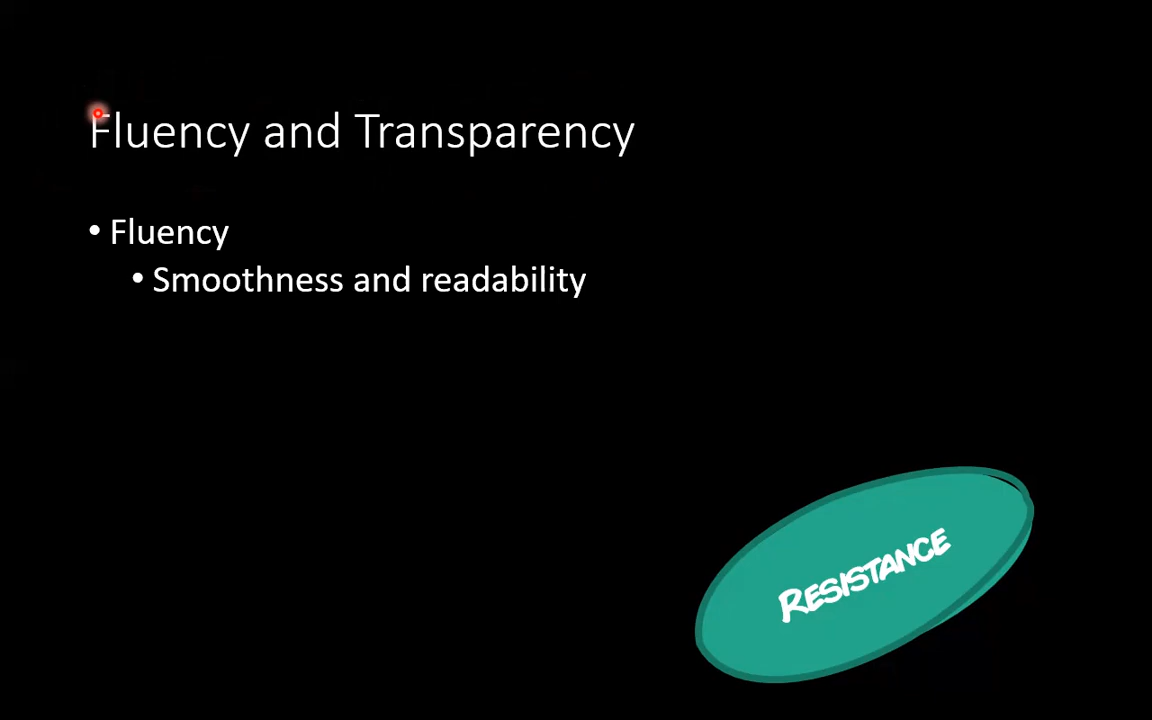 Fluency and Transparency
• Fluency
• Smoothness and readability
RESISTANCE